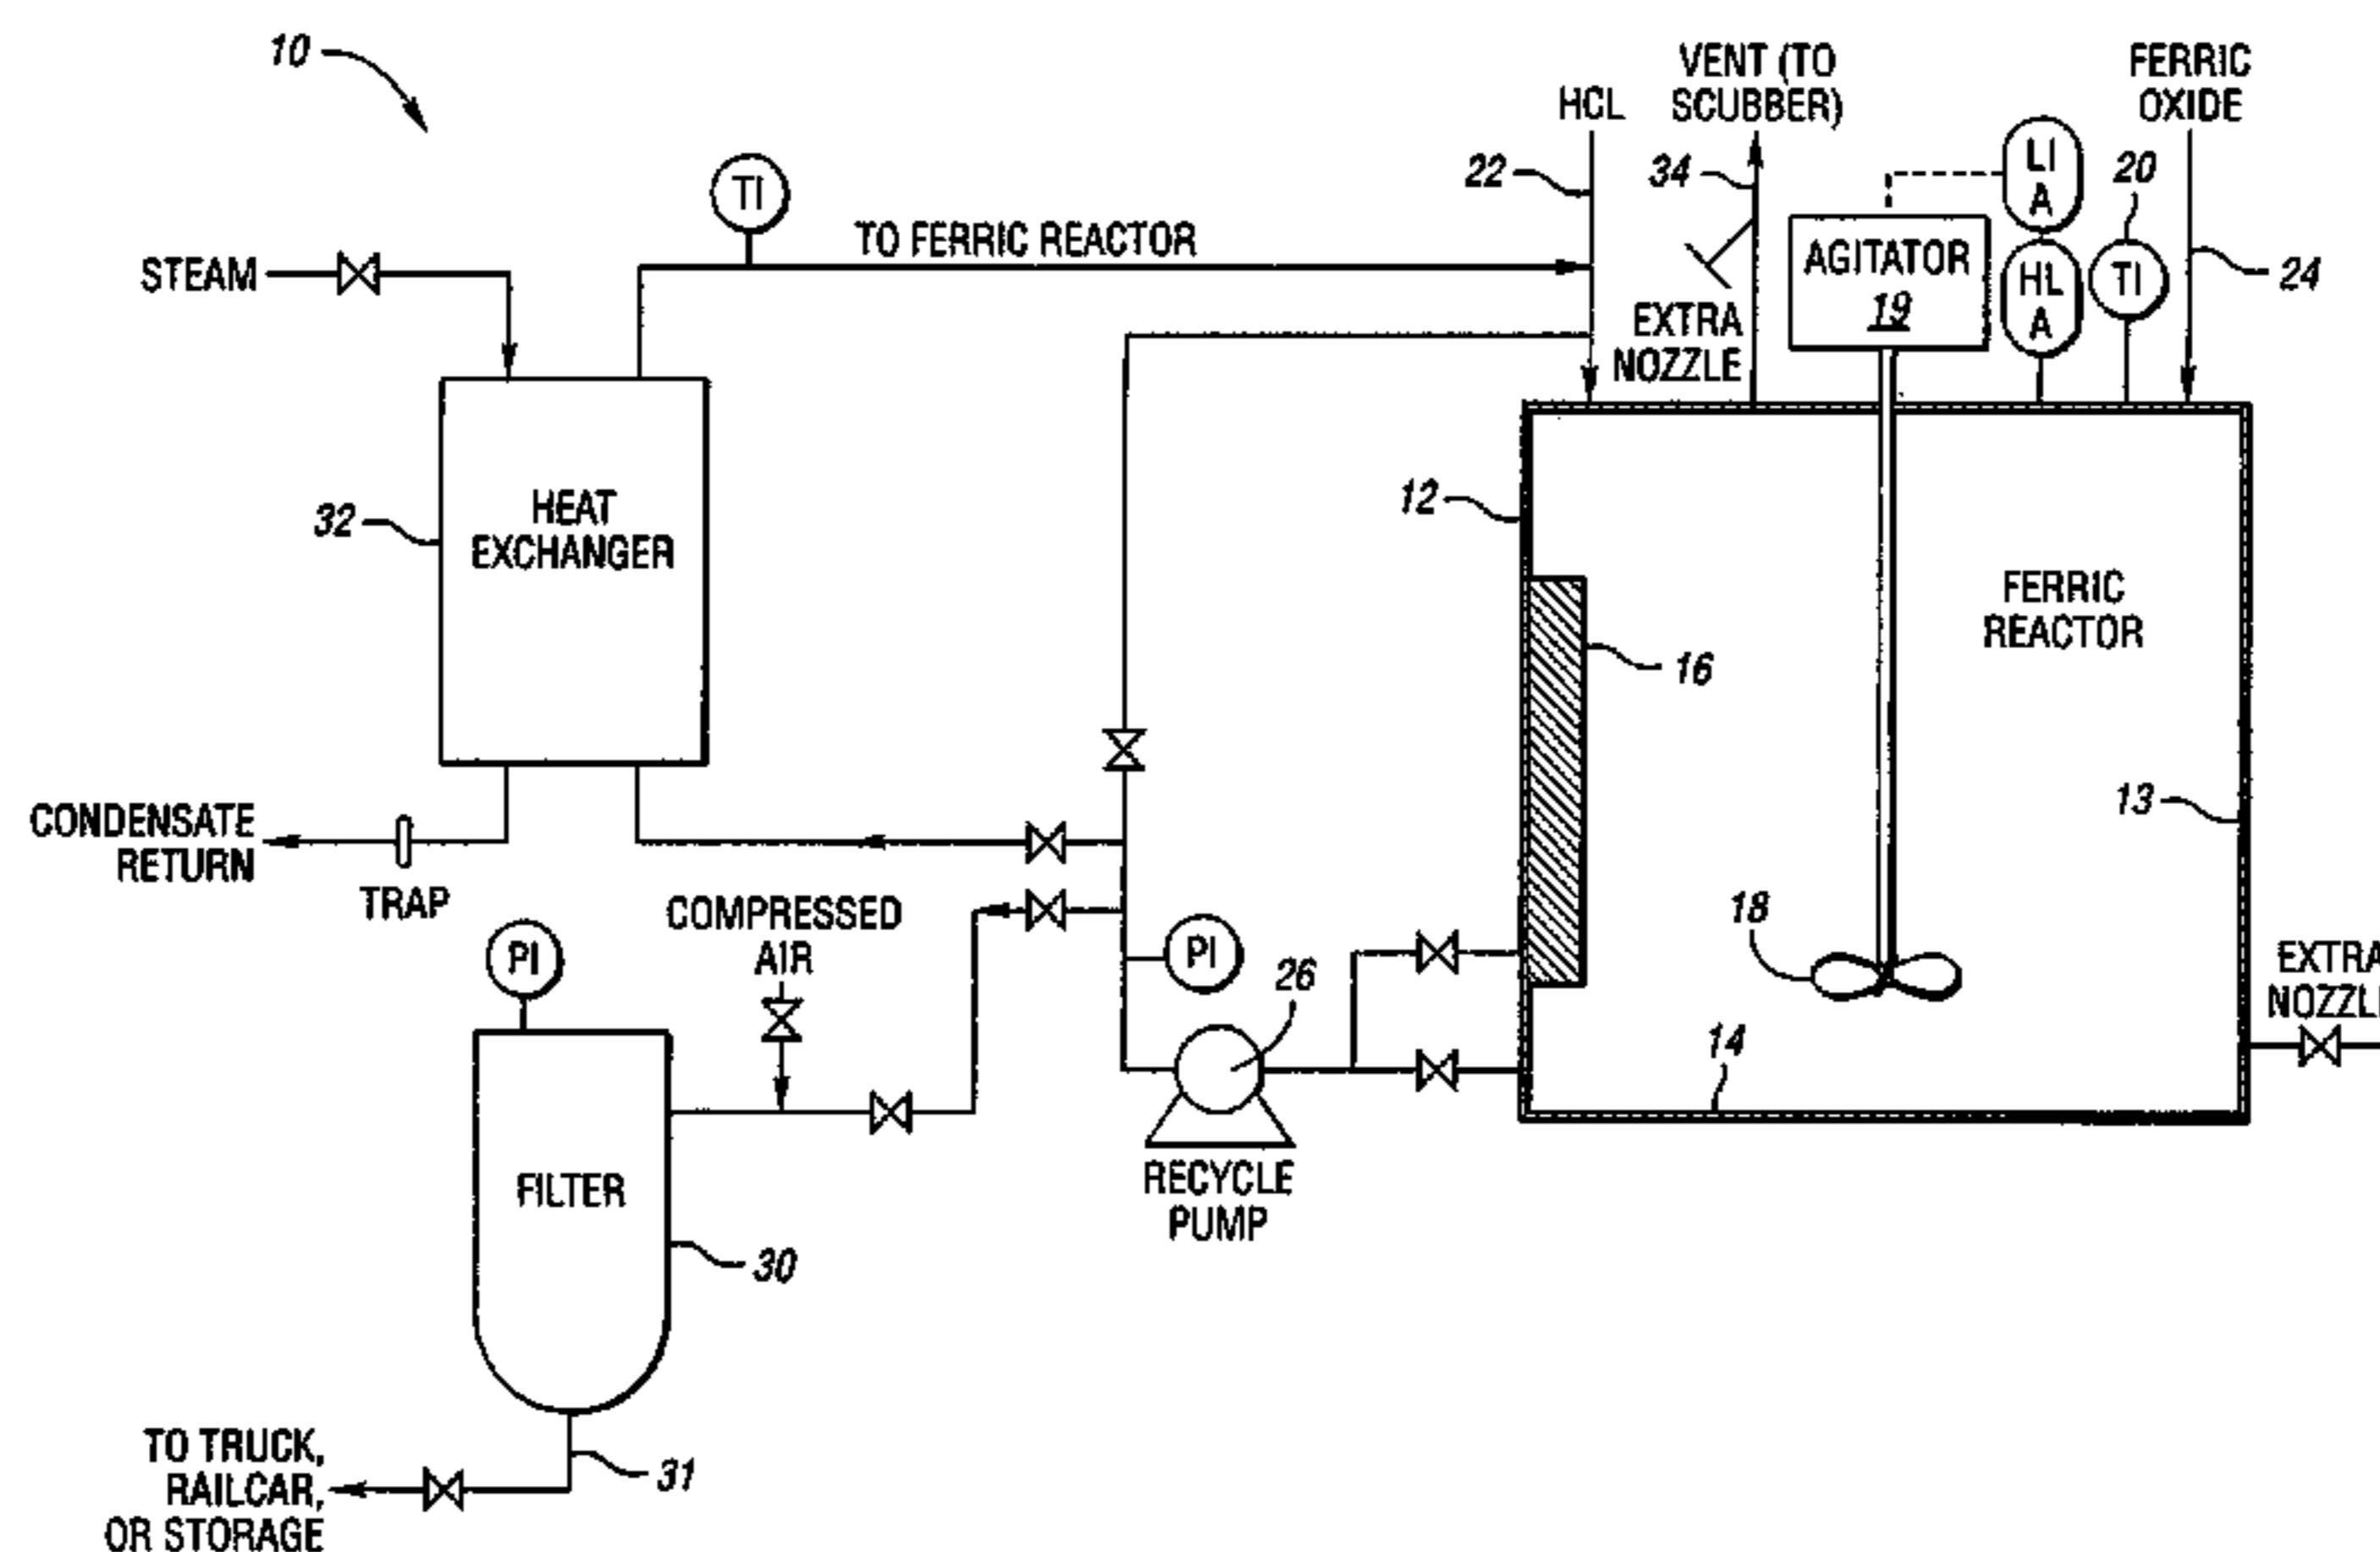 10
VENT (TO
SCUBBER)
FERRIC
OXIDE
HCL
22
34
LI
A
20
TI
TO FERRIC REACTOR
STEAM
AGITATOR
19
HL
A
TI
24
EXTRA
NOZZLE
HEAT
EXCHANGER
32
12
FERRIC
REACTOR
16
13
CONDENSATE
RETURN
TRAP
COMPRESSED
AIR
PI
PI
26
18
EXTRA
NOZZL
14
RECYCLE
PUMP
FILTER
30
TO TRUCK,
RAILCAR,
OR STORAGE
31